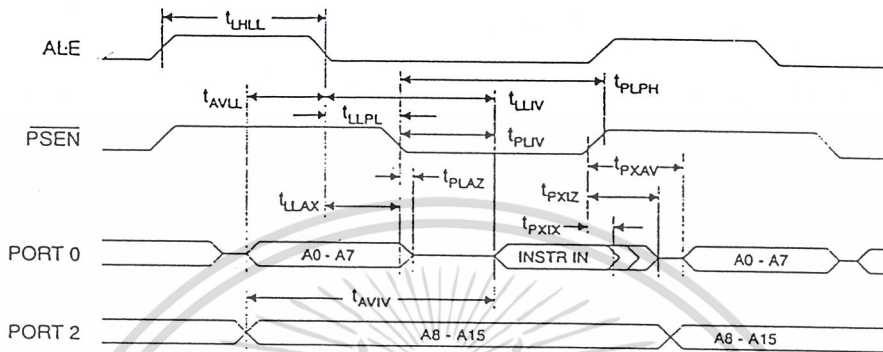 tLHLL
ALE
tAVLL
tLLIV
tPLPH
tLLPL
PSEN
tPLIV
tPXAV
tPLAZ
tPXIZ
tLLAX
tPXIX
PORT 0
A0 - A7
INSTR IN
A0 - A7
tAVIV
PORT 2
A8 - A15
A8 - A15